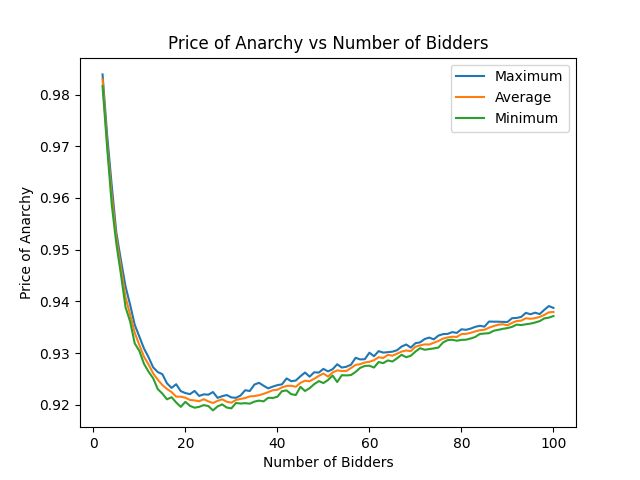 Price of Anarchy vs Number of Bidders
Maximum
Average
Minimum
Price of Anarchy
0.98
0.97
0.96
0.95
0.94
0.93
0.92
0 20 40 60 80 100
Number of Bidders